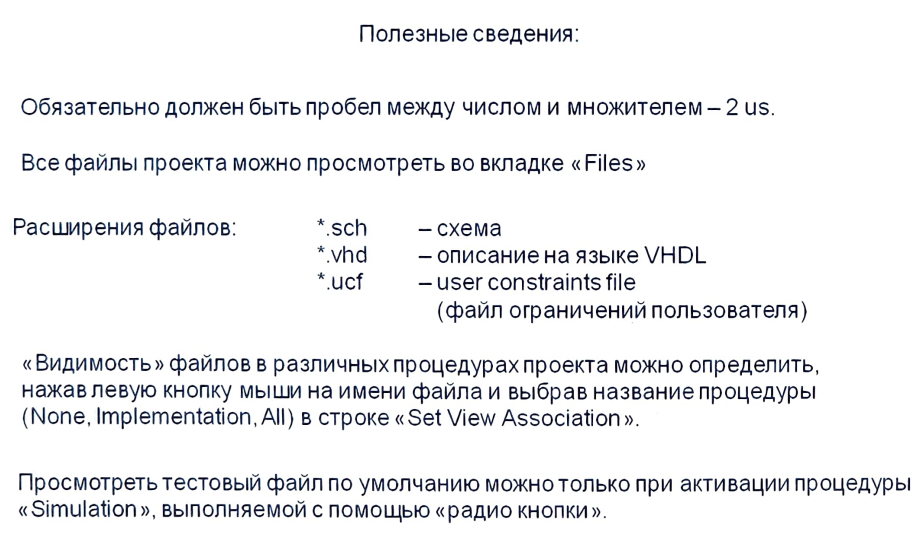 Полезные сведения:
Обязательно должен быть пробел между числом и множителем – 2 us.
Все файлы проекта можно просмотреть во вкладке «Files»
Расширения файлов: *.sch – схема
*.vhd – описание на языке VHDL
*.ucf – user constraints file
(файл ограничений пользователя)
«Видимость» файлов в различных процедурах проекта можно определить,
нажав левую кнопку мыши на имени файла и выбрав название процедуры
(None, Implementation, All) в строке «Set View Association».
Просмотреть тестовый файл по умолчанию можно только при активации процедуры
«Simulation», выполняемой с помощью «радио кнопки».